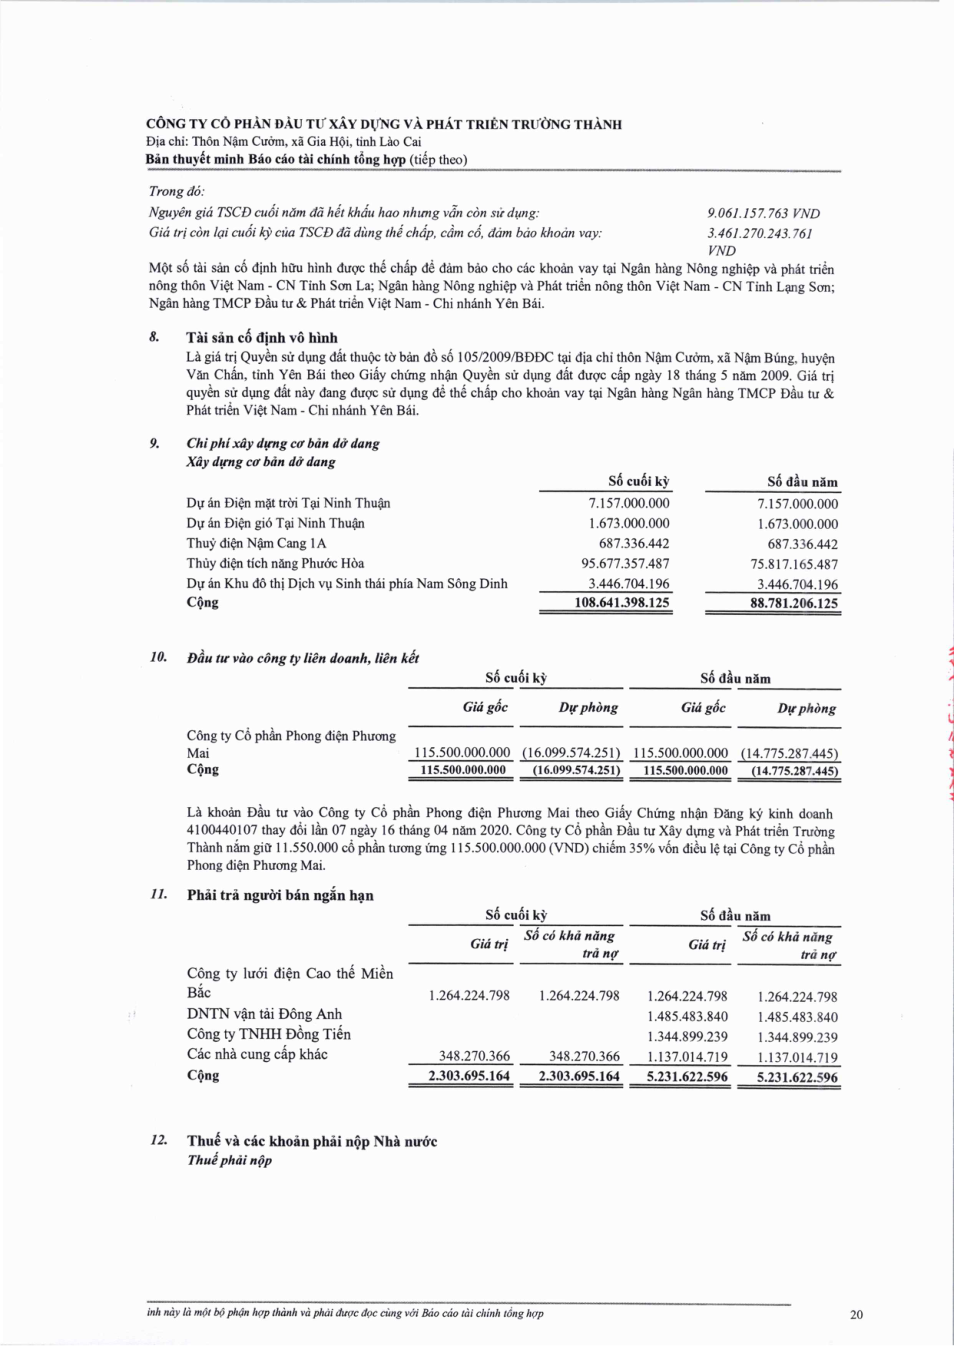 CÔNG TY CỔ PHẦN ĐẦU TƯ XÂY DỰNG VÀ PHÁT TRIỂN TRƯỜNG THÀNH
Địa chỉ: Thôn Nậm Cưởm, xã Gia Hội, tỉnh Lào Cai
Bản thuyết minh Báo cáo tài chính tổng hợp (tiếp theo)
Trong đó:
Nguyên giá TSCĐ cuối năm đã hết khấu hao nhưng vẫn còn sử dụng: 9.061.157.763 VND
Giá trị còn lại cuối kỳ của TSCĐ đã dùng thế chấp, cầm cố, đảm bảo khoản vay: 3.461.270.243.761
VND
Một số tài sản cố định hữu hình được thế chấp để đảm bảo cho các khoản vay tại Ngân hàng Nông nghiệp và phát triển
nông thôn Việt Nam - CN Tỉnh Sơn La; Ngân hàng Nông nghiệp và Phát triển nông thôn Việt Nam - CN Tỉnh Lạng Sơn;
Ngân hàng TMCP Đầu tư & Phát triển Việt Nam - Chi nhánh Yên Bái.
8. Tài sản cố định vô hình
Là giá trị Quyền sử dụng đất thuộc tờ bản đồ số 105/2009/BĐĐC tại địa chỉ thôn Nậm Cưởm, xã Nậm Búng, huyện
Văn Chấn, tỉnh Yên Bái theo Giấy chứng nhận Quyền sử dụng đất được cấp ngày 18 tháng 5 năm 2009. Giá trị
quyền sử dụng đất này đang được sử dụng để thế chấp cho khoản vay tại Ngân hàng Ngân hàng TMCP Đầu tư &
Phát triển Việt Nam - Chi nhánh Yên Bái.
9. Chi phí xây dựng cơ bản dở dang
Xây dựng cơ bản dở dang
Số cuối kỳ Số đầu năm
Dự án Điện mặt trời Tại Ninh Thuận 7.157.000.000 7.157.000.000
Dự án Điện gió Tại Ninh Thuận 1.673.000.000 1.673.000.000
Thuỷ điện Nậm Cang 1A 687.336.442 687.336.442
Thủy điện tích năng Phước Hòa 95.677.357.487 75.817.165.487
Dự án Khu đô thị Dịch vụ Sinh thái phía Nam Sông Dinh 3.446.704.196 3.446.704.196
Cộng 108.641.398.125 88.781.206.125
10. Đầu tư vào công ty liên doanh, liên kết
Số cuối kỳ Số đầu năm
Giá gốc Dự phòng Giá gốc Dự phòng
Công ty Cổ phần Phong điện Phương
Mai 115.500.000.000 (16.099.574.251) 115.500.000.000 (14.775.287.445)
Cộng 115.500.000.000 (16.099.574.251) 115.500.000.000 (14.775.287.445)
Là khoản Đầu tư vào Công ty Cổ phần Phong điện Phương Mai theo Giấy Chứng nhận Đăng ký kinh doanh
4100440107 thay đổi lần 07 ngày 16 tháng 04 năm 2020. Công ty Cổ phần Đầu tư Xây dựng và Phát triển Trường
Thành nắm giữ 11.550.000 cổ phần tương ứng 115.500.000.000 (VND) chiếm 35% vốn điều lệ tại Công ty Cổ phần
Phong điện Phương Mai.
11. Phải trả người bán ngắn hạn
Số cuối kỳ Số đầu năm
Giá trị Số có khả năng Giá trị Số có khả năng
trả nợ trả nợ
Công ty lưới điện Cao thế Miền
Bắc 1.264.224.798 1.264.224.798 1.264.224.798 1.264.224.798
DNTN vận tải Đông Anh 1.485.483.840 1.485.483.840
Công ty TNHH Đồng Tiến 1.344.899.239 1.344.899.239
Các nhà cung cấp khác 348.270.366 348.270.366 1.137.014.719 1.137.014.719
Cộng 2.303.695.164 2.303.695.164 5.231.622.596 5.231.622.596
12. Thuế và các khoản phải nộp Nhà nước
Thuế phải nộp
inh này là một bộ phận hợp thành và phải được đọc cùng với Báo cáo tài chính tổng hợp
20